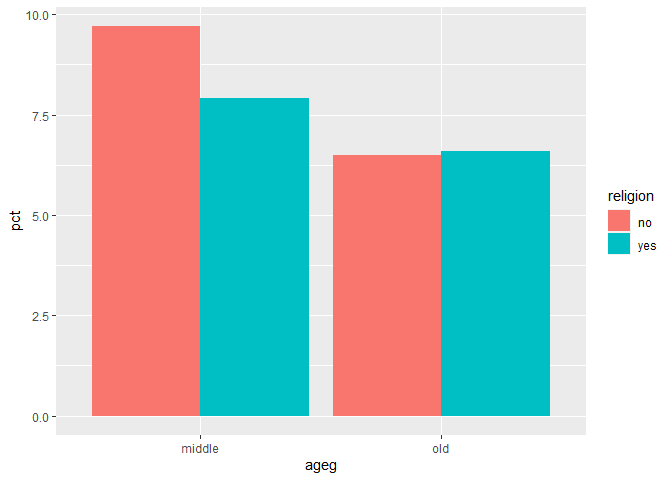 10.0
7.5
5.0
2.5
0.0
pct
middle
old
ageg
religion
no
yes